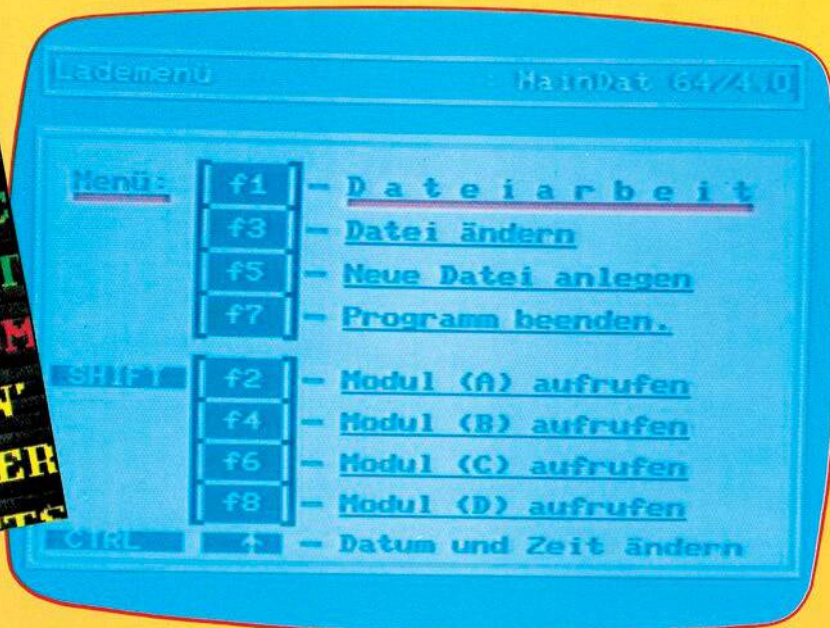 Lademenü MainDat 64/4.0
Menü: f1 - Dateiarbeit
f3 - Datei ändern
f5 - Neue Datei anlegen
f7 - Programm beenden.
SHIFT f2 - Modul (A) aufrufen
f4 - Modul (B) aufrufen
f6 - Modul (C) aufrufen
f8 - Modul (D) aufrufen
CTRL ↑ - Datum und Zeit ändern